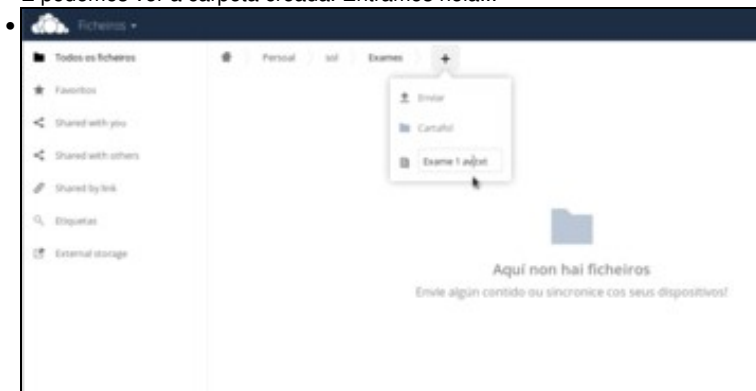 E podemos ver a carpeta creada. Entramos nela...
Ficheiros
Todos os ficheiros
Persoal sol Exames +
Favoritos
Enviar
Shared with you
Cartafol
Shared with others
Exame 1 av.txt
Shared by link
Etiquetas
External storage
Aquí non hai ficheiros
Envíe algún contido ou sincronice cos seus dispositivos!